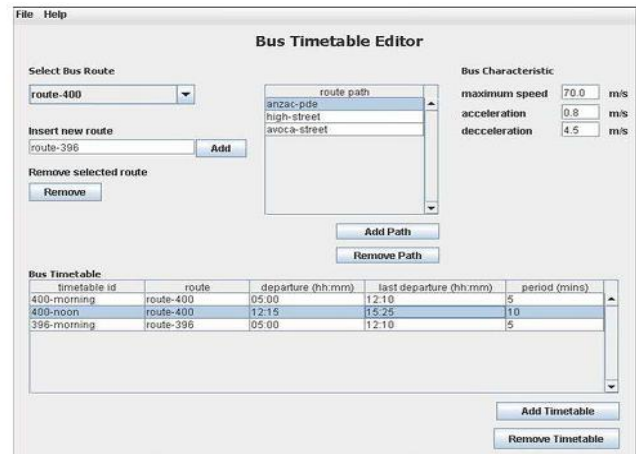 File Help
Bus Timetable Editor
Select Bus Route
route-400
Insert new route
route-396 Add
Remove selected route
Remove
route path
anzac-pde
high-street
avoca-street
Add Path
Remove Path
Bus Characteristic
maximum speed 70.0 m/s
acceleration 0.8 m/s
decceleration 4.5 m/s
Bus Timetable
timetable id route departure (hh:mm) last departure (hh:mm) period (mins)
400-morning route-400 05:00 12:10 5
400-noon route-400 12:15 15:25 10
396-morning route-396 05:00 12:10 5
Add Timetable
Remove Timetable